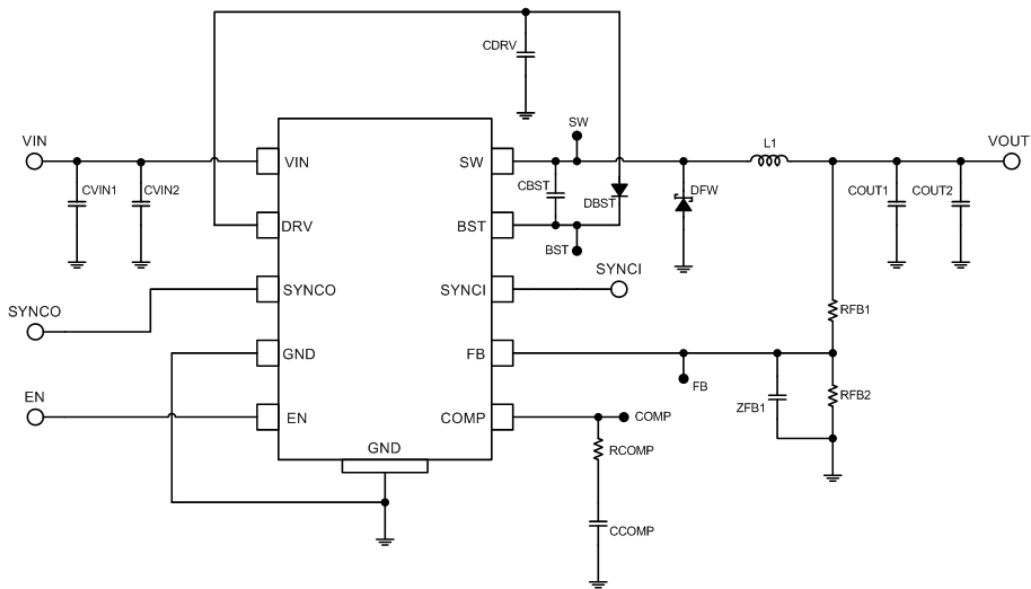 CDRV
SW
VIN
L1
VOUT
VIN
SW
CVIN1
CVIN2
CBST
DBST
DFW
COUT1
COUT2
DRV
BST
BST
SYNCI
SYNCO
SYNCI
SYNCO
RFB1
GND
FB
FB
ZFB1
RFB2
EN
EN
COMP
COMP
GND
RCOMP
CCOMP